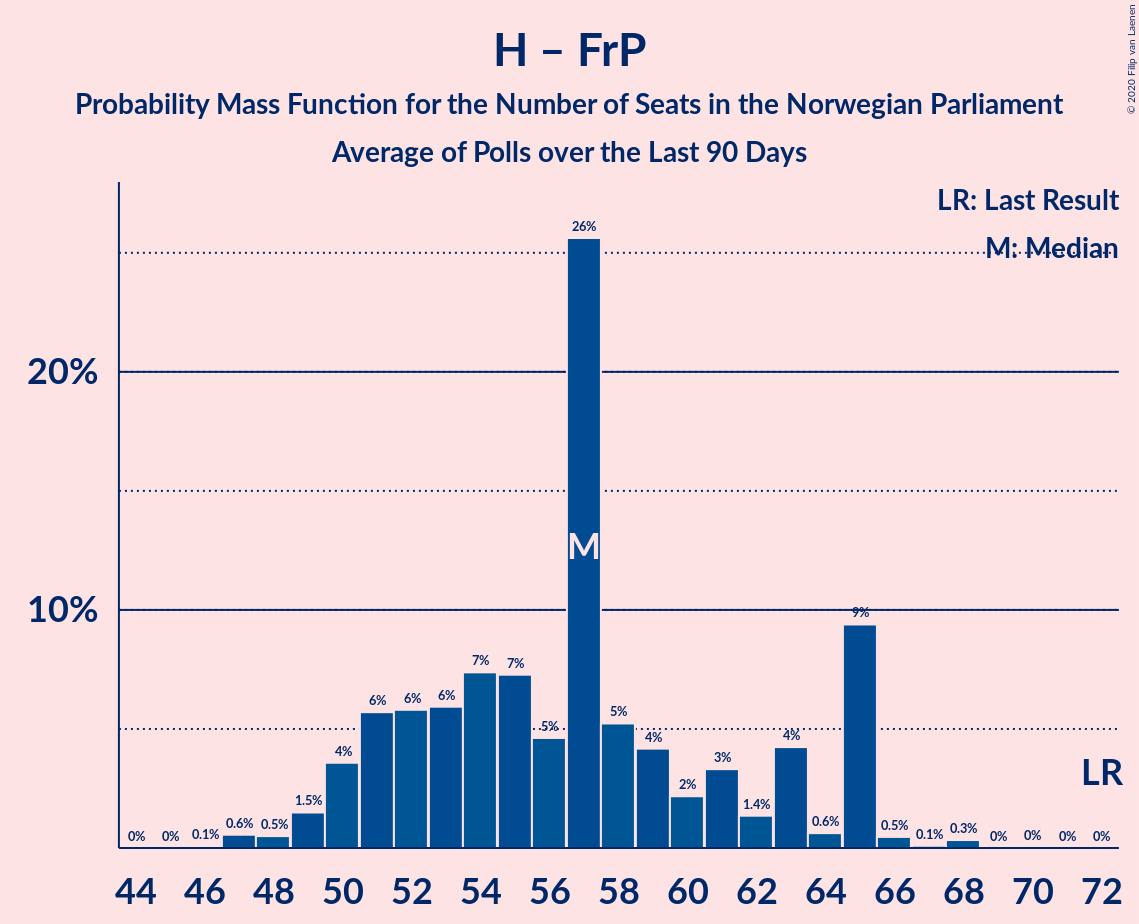 H – FrP
Probability Mass Function for the Number of Seats in the Norwegian Parliament
Average of Polls over the Last 90 Days
© 2020 Filip van Laenen
LR: Last Result
M: Median
20%
10%
0% 0% 0.1% 0.6% 0.5% 1.5% 4% 6% 6% 6% 7% 7% 5% 26% 5% 4% 2% 3% 1.4% 4% 0.6% 9% 0.5% 0.1% 0.3% 0% 0% 0% 0%
M
LR
44 46 48 50 52 54 56 58 60 62 64 66 68 70 72